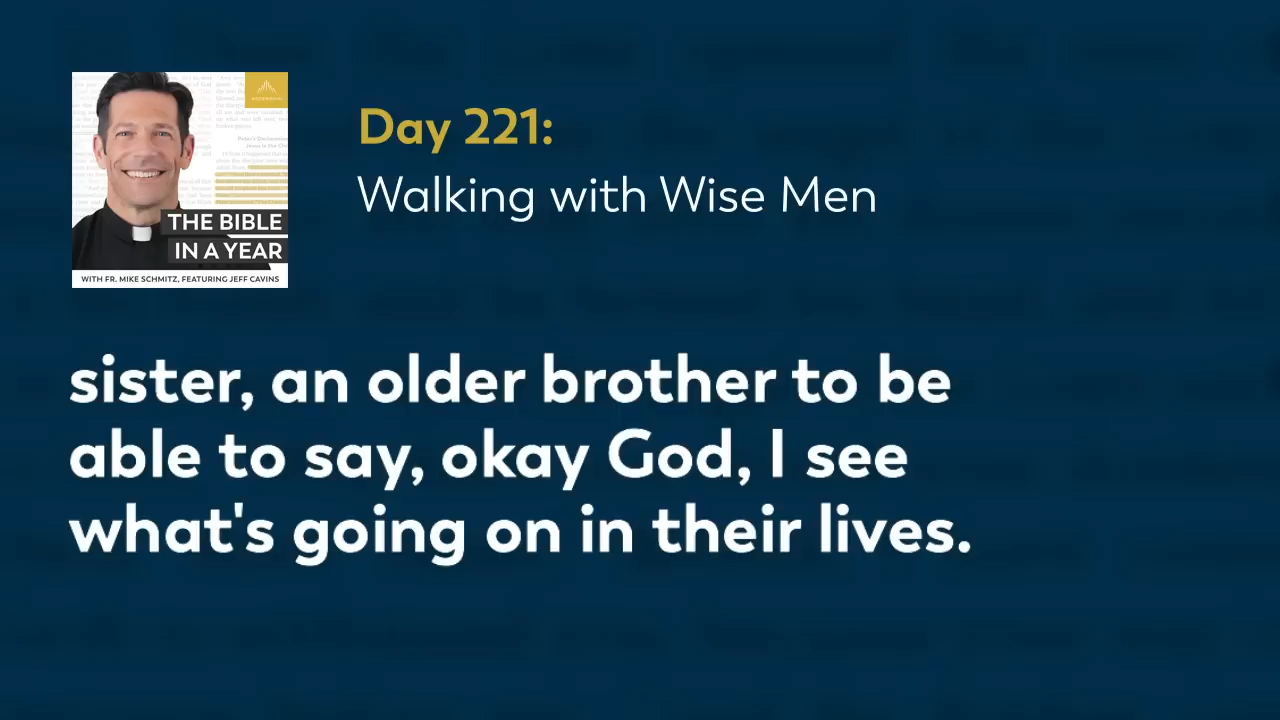 Day 221:
Walking with Wise Men
THE BIBLE
IN A YEAR
WITH FR. MIKE SCHMITZ, FEATURING JEFF CAVINS
sister, an older brother to be
able to say, okay God, I see
what's going on in their lives.